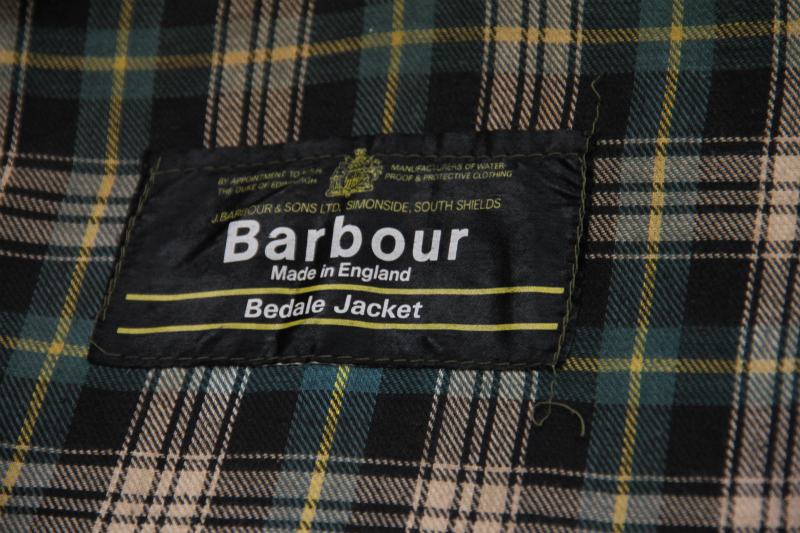 BY APPOINTMENT TO H.R.H.
THE DUKE OF EDINBURGH
MANUFACTURERS OF WATER
PROOF & PROTECTIVE CLOTHING
J.BARBOUR & SONS LTD, SIMONSIDE, SOUTH SHIELDS
Barbour
Made in England
Bedale Jacket